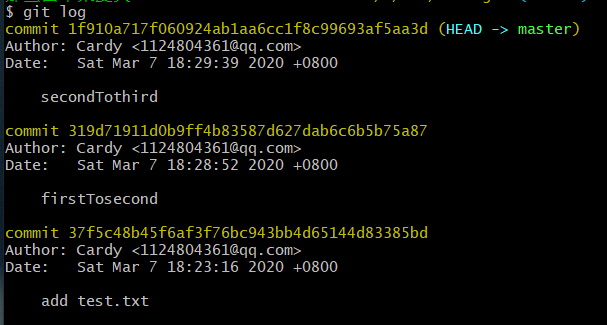 $ git log
commit 1f910a717f060924ab1aa6cc1f8c99693af5aa3d (HEAD -> master)
Author: Cardy <1124804361@qq.com>
Date:   Sat Mar 7 18:29:39 2020 +0800
    secondTothird
commit 319d71911d0b9ff4b83587d627dab6c6b5b75a87
Author: Cardy <1124804361@qq.com>
Date:   Sat Mar 7 18:28:52 2020 +0800
    firstTosecond
commit 37f5c48b45f6af3f76bc943bb4d65144d83385bd
Author: Cardy <1124804361@qq.com>
Date:   Sat Mar 7 18:23:16 2020 +0800
    add test.txt